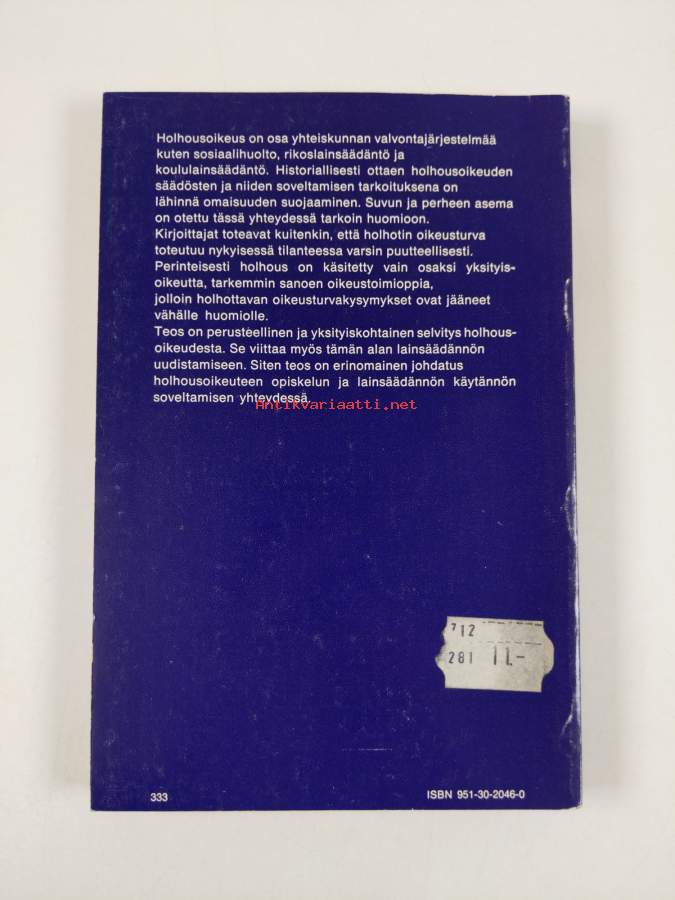 Holhousoikeus on osa yhteiskunnan valvontajärjestelmää
kuten sosiaalihuolto, rikoslainsäädäntö ja
koululainsäädäntö. Historiallisesti ottaen holhousoikeuden
säädösten ja niiden soveltamisen tarkoituksena on
lähinnä omaisuuden suojaaminen. Suvun ja perheen asema
on otettu tässä yhteydessä tarkoin huomioon.
Kirjoittajat toteavat kuitenkin, että holhotin oikeusturva
toteutuu nykyisessä tilanteessa varsin puutteellisesti.
Perinteisesti holhous on käsitetty vain osaksi yksityis-
oikeutta, tarkemmin sanoen oikeustoimioppia,
jolloin holhottavan oikeusturvakysymykset ovat jääneet
vähälle huomiolle.
Teos on perusteellinen ja yksityiskohtainen selvitys holhous-
oikeudesta. Se viittaa myös tämän alan lainsäädännön
uudistamiseen. Siten teos on erinomainen johdatus
holhousoikeuteen opiskelun ja lainsäädännön käytännön
soveltamisen yhteydessä.
Antikvariaatti.net
712
281 11.-
333
ISBN 951-30-2046-0